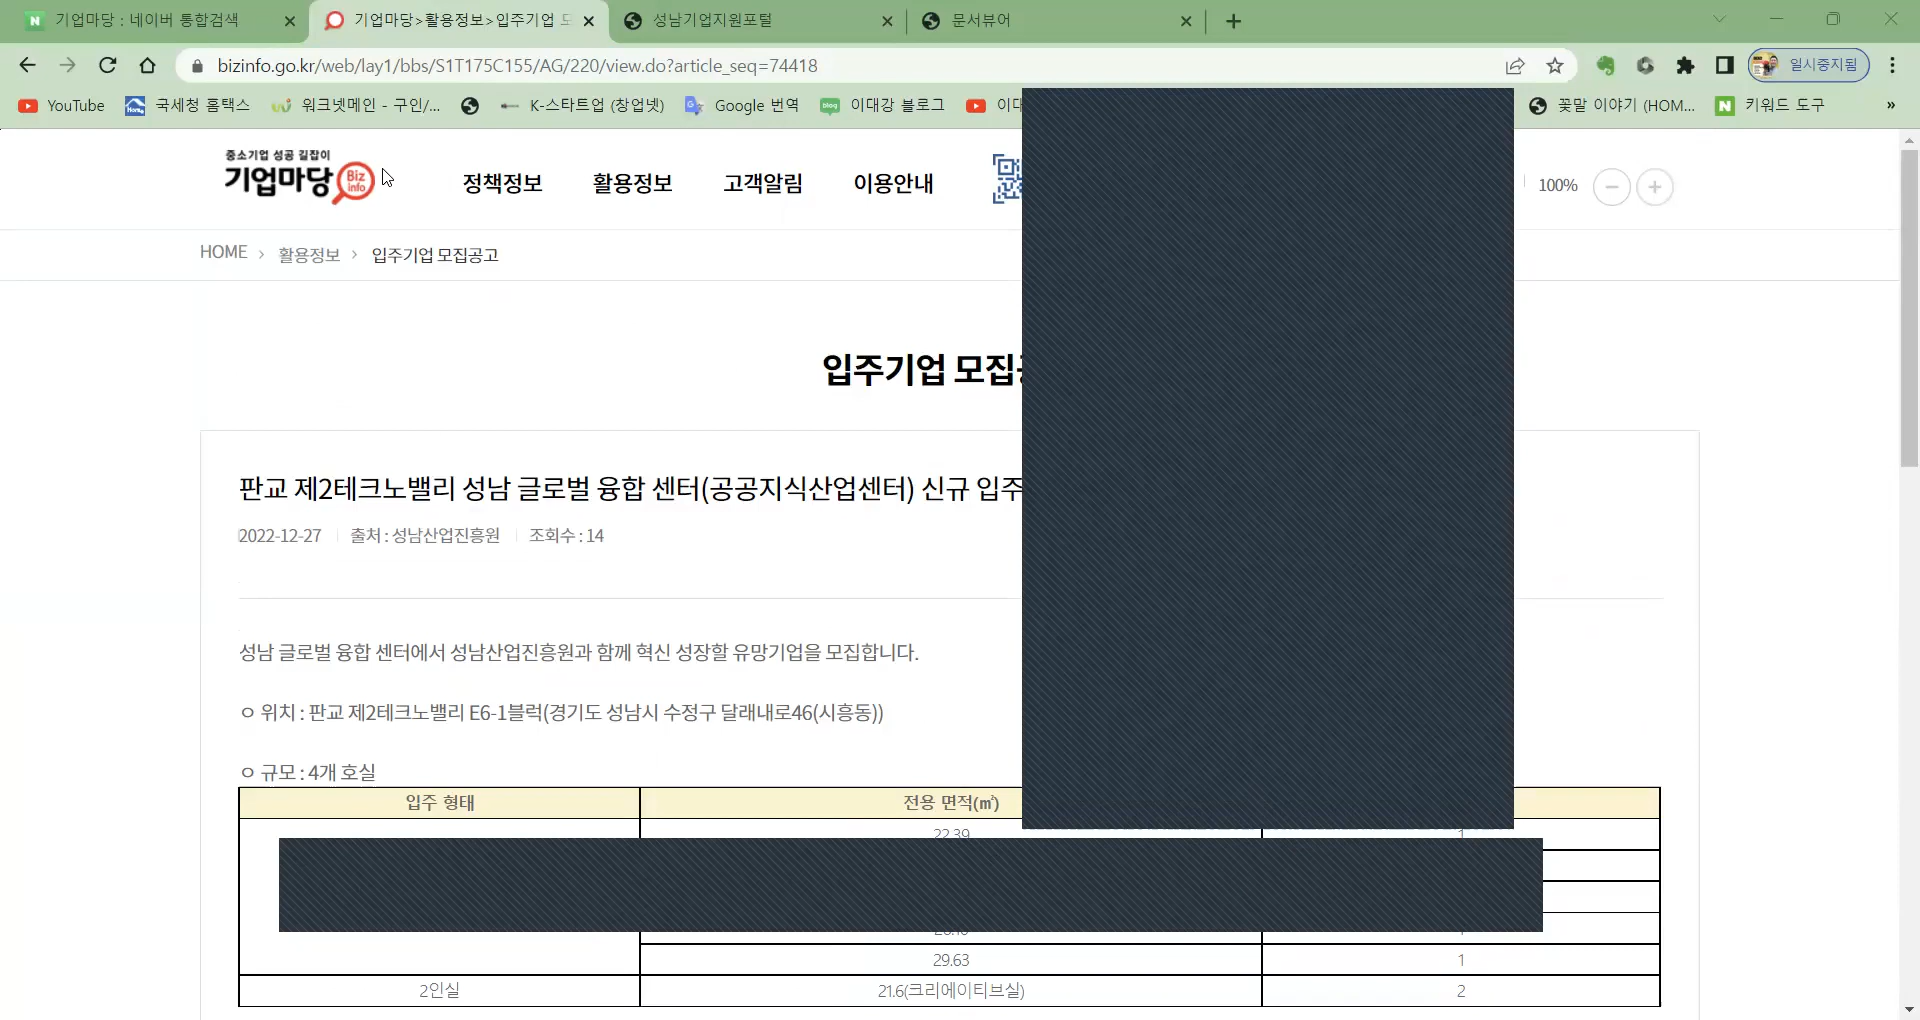 기업마당 : 네이버 통합검색
기업마당>활용정보>입주기업
성남기업지원포털
문서뷰어
bizinfo.go.kr/web/lay1/bbs/S1T175C155/AG/220/view.do?article_seq=74418
일시중지됨
YouTube
국세청 홈택스
워크넷메인 - 구인/...
K-스타트업 (창업넷)
Google 번역
이대강 블로그
이대
꽃말 이야기 (HOM...
키워드 도구
»
중소기업 성공 길잡이
기업마당 Biz info
정책정보
활용정보
고객알림
이용안내
100%
HOME > 활용정보 > 입주기업 모집공고
입주기업 모집
판교 제2테크노밸리 성남 글로벌 융합 센터(공공지식산업센터) 신규 입주
2022-12-27 출처 : 성남산업진흥원 조회수 : 14
성남 글로벌 융합 센터에서 성남산업진흥원과 함께 혁신 성장할 유망기업을 모집합니다.
ㅇ 위치 : 판교 제2테크노밸리 E6-1블럭(경기도 성남시 수정구 달래내로46(시흥동))
ㅇ 규모 : 4개 호실
입주 형태 전용 면적(㎡)
22.39 1
29.63 1
2인실 21.6(크리에이티브실) 2